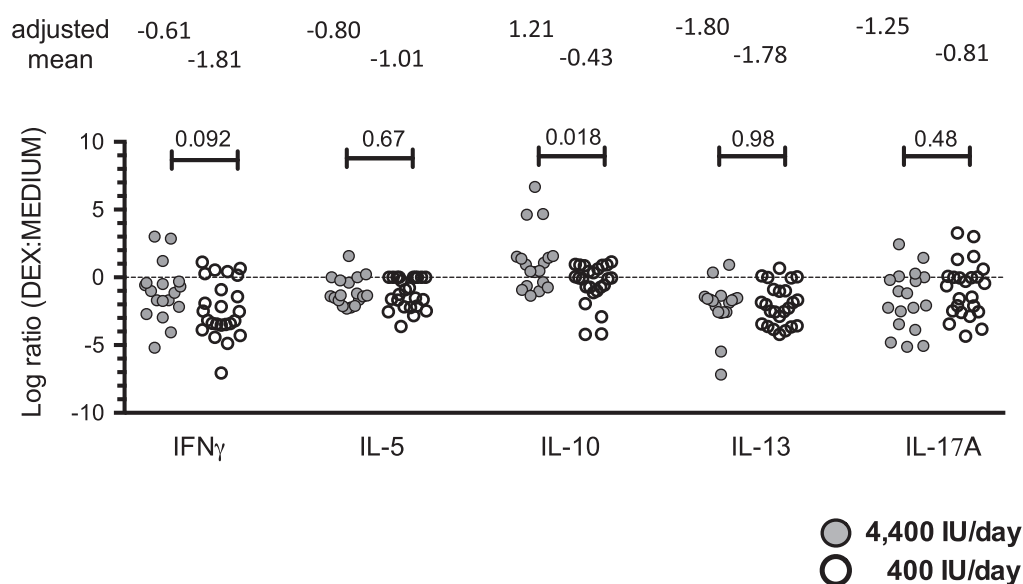 adjusted -0.61 -0.80 1.21 -1.80 -1.25
mean -1.81 -1.01 -0.43 -1.78 -0.81
Log ratio (DEX:MEDIUM)
0.092 0.67 0.018 0.98 0.48
10
5
0
-5
-10
IFNγ IL-5 IL-10 IL-13 IL-17A
4,400 IU/day
400 IU/day